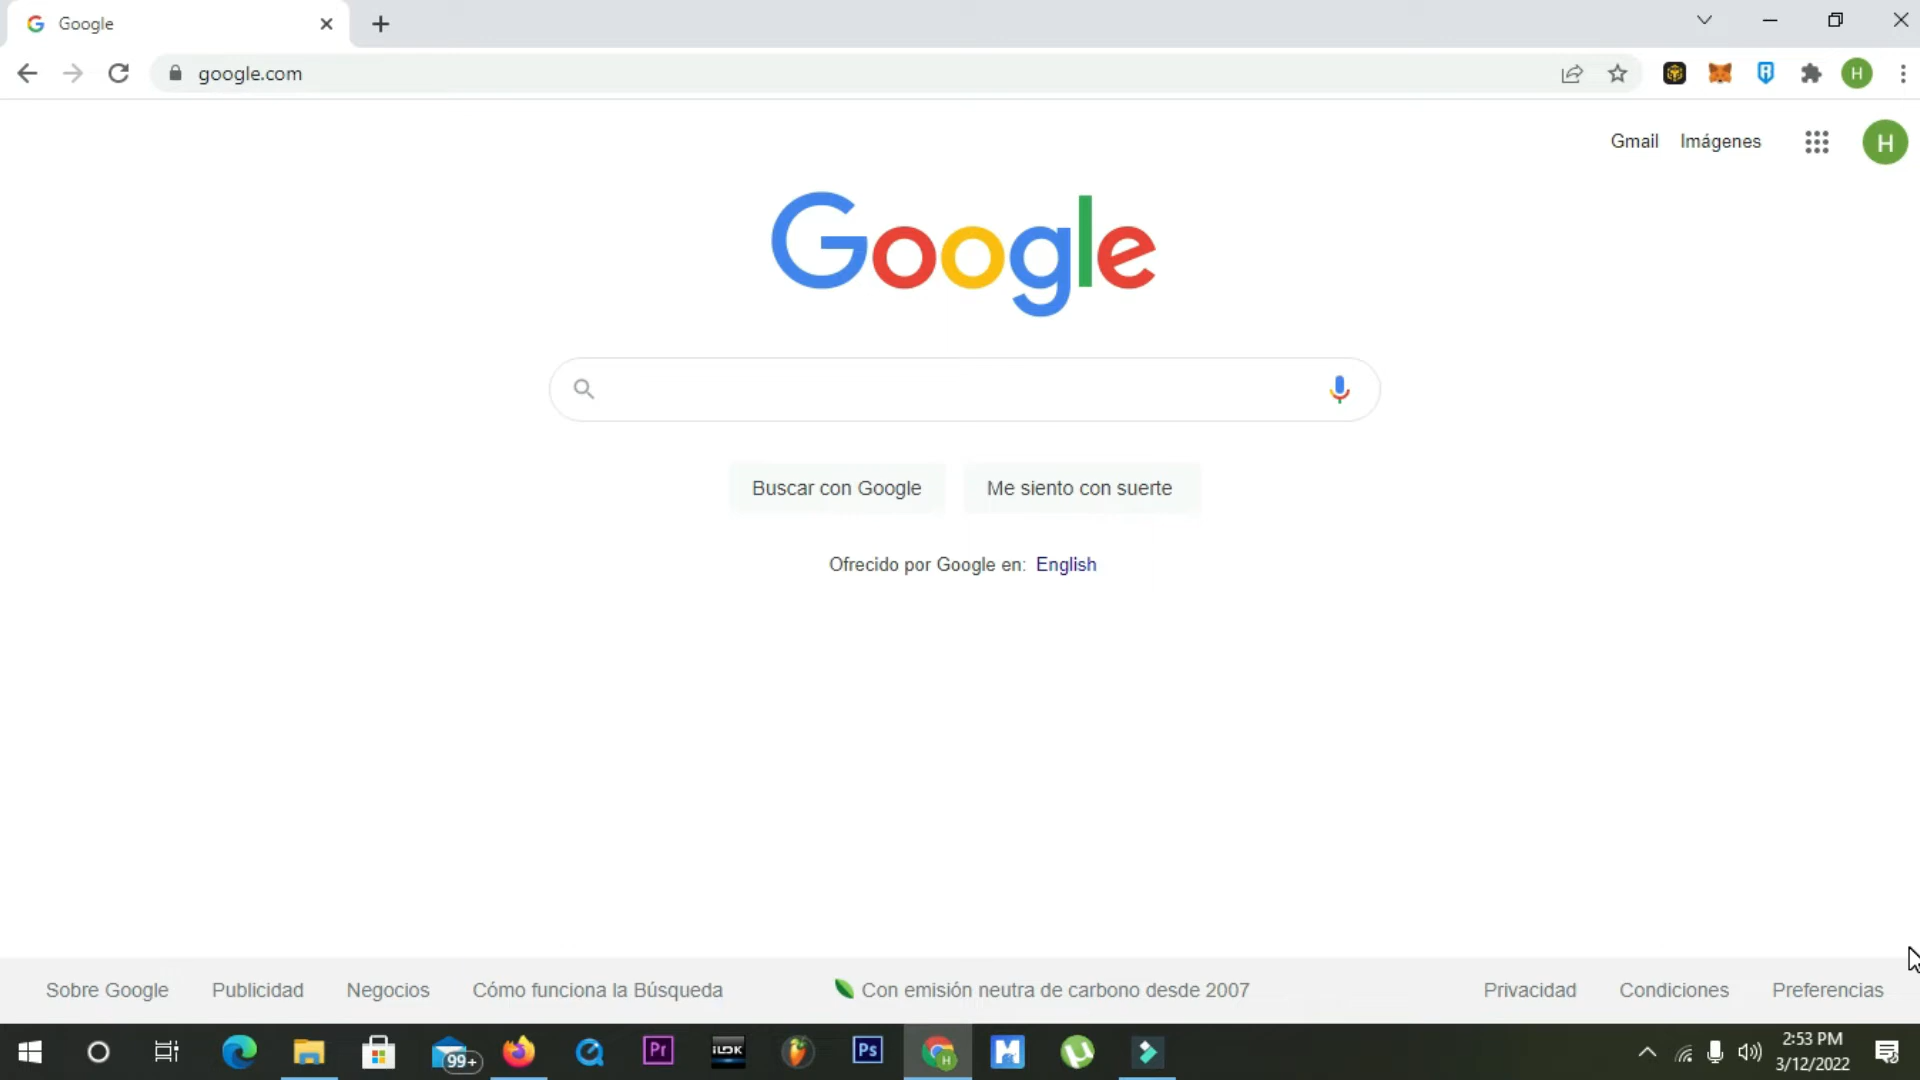 Google
google.com
H
Gmail Imágenes
H
Google
Buscar con Google Me siento con suerte
Ofrecido por Google en: English
Sobre Google Publicidad Negocios Cómo funciona la Búsqueda Con emisión neutra de carbono desde 2007 Privacidad Condiciones Preferencias
99+ Pr Ps H
2:53 PM
3/12/2022